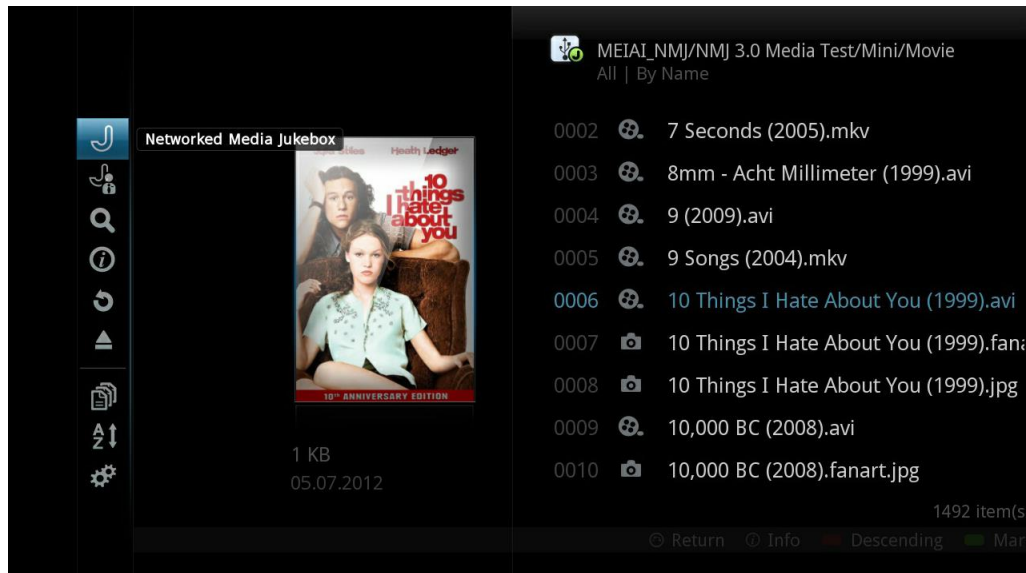 MEIAI_NMJ/NMJ 3.0 Media Test/Mini/Movie
All | By Name
Networked Media Jukebox
Julia Stiles Heath Ledger
10
things
I hate
about
you
10th ANNIVERSARY EDITION
1 KB
05.07.2012
0002 7 Seconds (2005).mkv
0003 8mm - Acht Millimeter (1999).avi
0004 9 (2009).avi
0005 9 Songs (2004).mkv
0006 10 Things I Hate About You (1999).avi
0007 10 Things I Hate About You (1999).fana
0008 10 Things I Hate About You (1999).jpg
0009 10,000 BC (2008).avi
0010 10,000 BC (2008).fanart.jpg
1492 item(s
Return Info Descending Mar